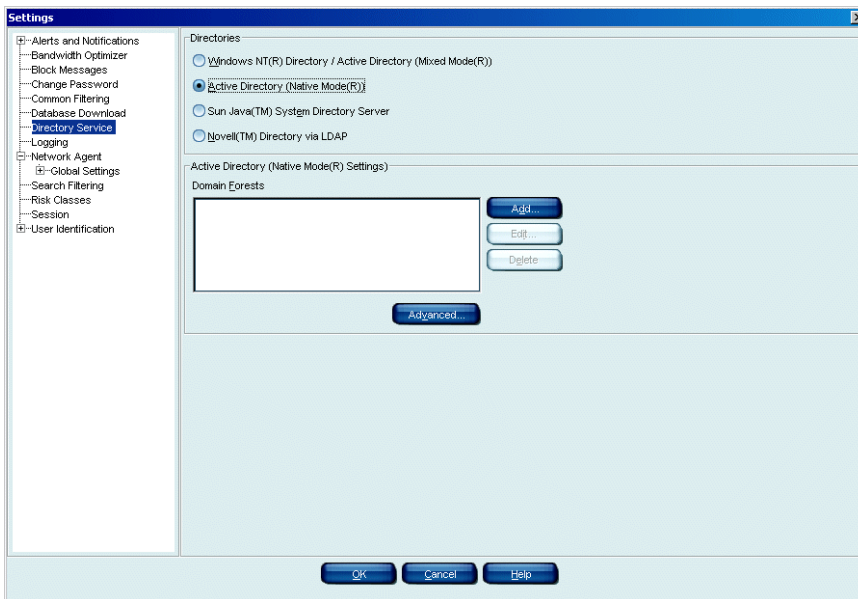 Settings
Alerts and Notifications
Bandwidth Optimizer
Block Messages
Change Password
Common Filtering
Database Download
Directory Service
Logging
Network Agent
Global Settings
Search Filtering
Risk Classes
Session
User Identification
Directories
Windows NT(R) Directory / Active Directory (Mixed Mode(R))
Active Directory (Native Mode(R))
Sun Java(TM) System Directory Server
Novell(TM) Directory via LDAP
Active Directory (Native Mode(R) Settings)
Domain Forests
Add...
Edit...
Delete
Advanced...
OK
Cancel
Help